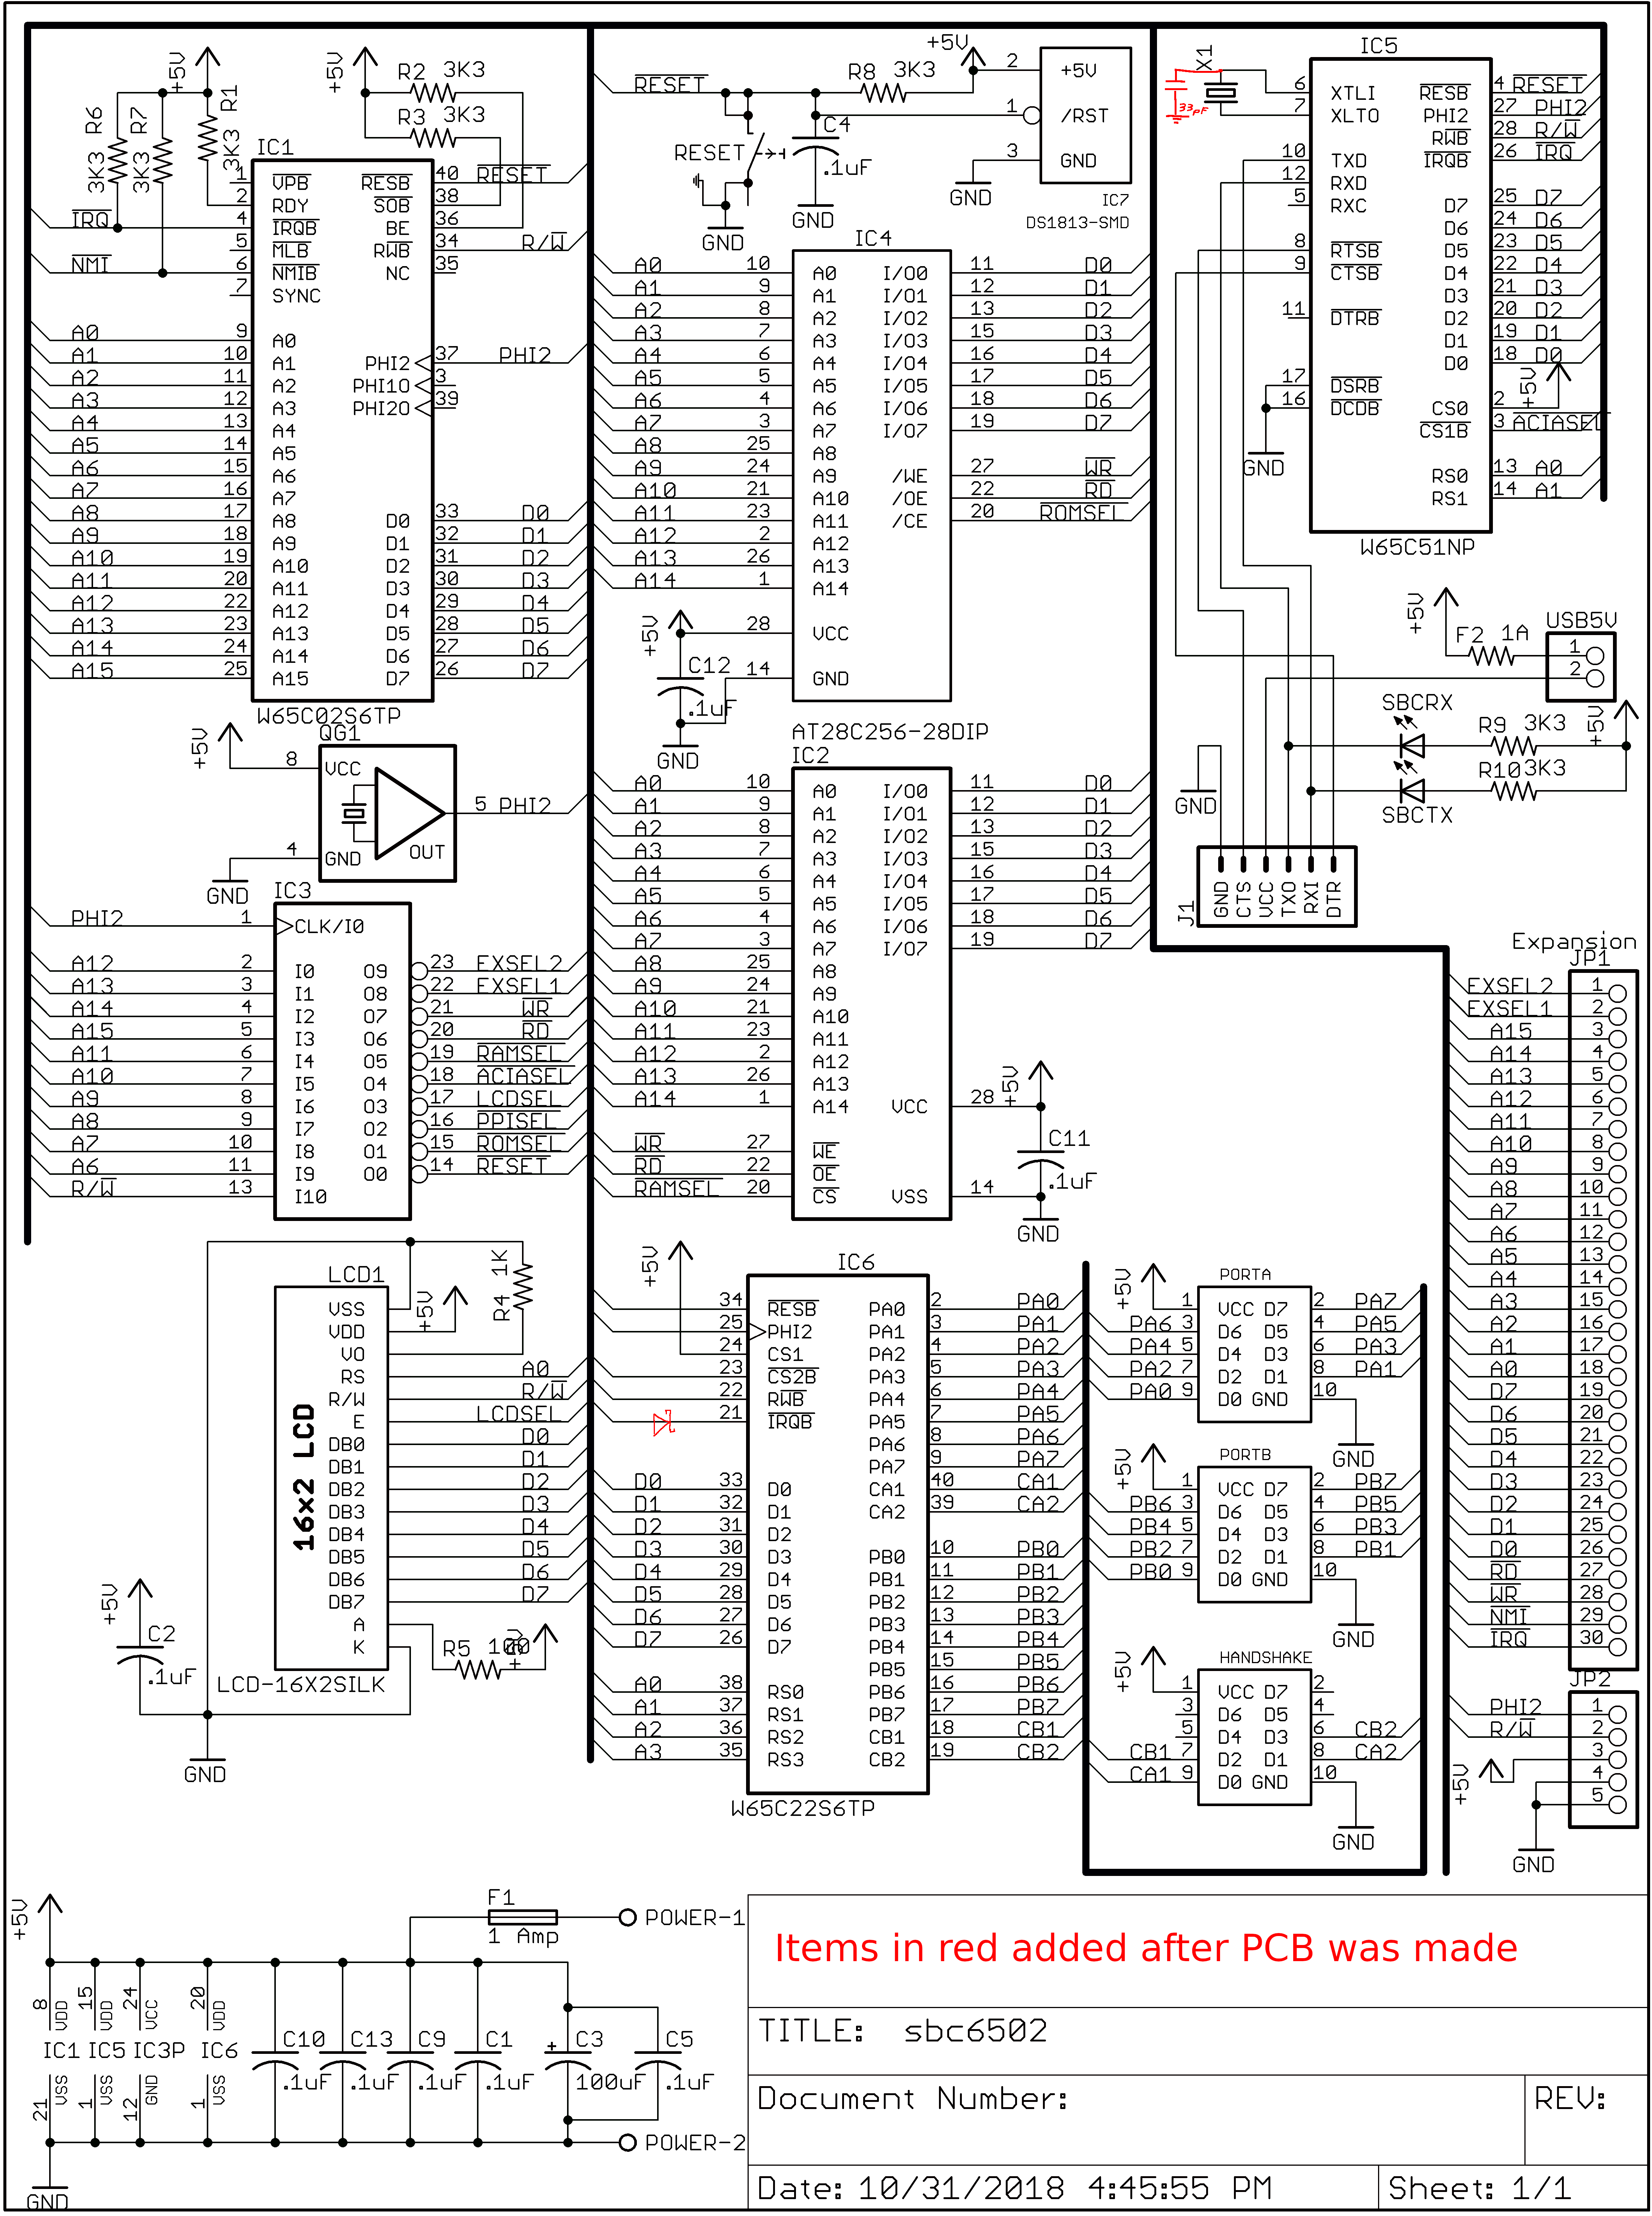 +5V
R6 3K3
R7 3K3
R1 3K3
+5V
R2 3K3
R3 3K3
IC1
IRQ
NMI
1 VPB RESB 40 RESET
2 RDY SOB 38
4 IRQB BE 36
5 MLB RWB 34 R/W
6 NMIB NC 35
7 SYNC
A0 9 A0
A1 10 A1 PHI2 37 PHI2
A2 11 A2 PHI1O 3
A3 12 A3 PHI2O 39
A4 13 A4
A5 14 A5
A6 15 A6
A7 16 A7
A8 17 A8 D0 33 D0
A9 18 A9 D1 32 D1
A10 19 A10 D2 31 D2
A11 20 A11 D3 30 D3
A12 22 A12 D4 29 D4
A13 23 A13 D5 28 D5
A14 24 A14 D6 27 D6
A15 25 A15 D7 26 D7
W65C02S6TP
QG1
+5V
8 VCC
5 PHI2
4 GND OUT
GND
IC3
PHI2 1 CLK/I0
A12 2 I0 O9 23 EXSEL2
A13 3 I1 O8 22 EXSEL1
A14 4 I2 O7 21 WR
A15 5 I3 O6 20 RD
A11 6 I4 O5 19 RAMSEL
A10 7 I5 O4 18 ACIASEL
A9 8 I6 O3 17 LCDSEL
A8 9 I7 O2 16 PPISEL
A7 10 I8 O1 15 ROMSEL
A6 11 I9 O0 14 RESET
R/W 13 I10
LCD1
+5V
R4 1K
VSS
VDD
VO
RS A0
R/W R/W
E LCDSEL
DB0 D0
DB1 D1
DB2 D2
DB3 D3
DB4 D4
DB5 D5
DB6 D6
DB7 D7
A
K
16x2 LCD
R5 100
+5V
LCD-16X2SILK
+5V
C2
.1uF
GND
RESET
R8 3K3
+5V
RESET
C4
.1uF
GND
GND
2 +5V
1 /RST
3 GND
GND
IC7
DS1813-SMD
IC4
A0 10 A0 I/O0 11 D0
A1 9 A1 I/O1 12 D1
A2 8 A2 I/O2 13 D2
A3 7 A3 I/O3 15 D3
A4 6 A4 I/O4 16 D4
A5 5 A5 I/O5 17 D5
A6 4 A6 I/O6 18 D6
A7 3 A7 I/O7 19 D7
A8 25 A8
A9 24 A9 /WE 27 WR
A10 21 A10 /OE 22 RD
A11 23 A11 /CE 20 ROMSEL
A12 2 A12
A13 26 A13
A14 1 A14
+5V
28 VCC
14 GND
C12
.1uF
GND
AT28C256-28DIP
IC2
A0 10 A0 I/O0 11 D0
A1 9 A1 I/O1 12 D1
A2 8 A2 I/O2 13 D2
A3 7 A3 I/O3 15 D3
A4 6 A4 I/O4 16 D4
A5 5 A5 I/O5 17 D5
A6 4 A6 I/O6 18 D6
A7 3 A7 I/O7 19 D7
A8 25 A8
A9 24 A9
A10 21 A10
A11 23 A11
A12 2 A12
A13 26 A13
A14 1 A14 VCC 28 +5V
WR 27 WE
RD 22 OE
RAMSEL 20 CS VSS 14
C11
.1uF
GND
IC6
+5V
34 RESB PA0 2 PA0
25 PHI2 PA1 3 PA1
24 CS1 PA2 4 PA2
23 CS2B PA3 5 PA3
22 RWB PA4 6 PA4
21 IRQB PA5 7 PA5
PA6 8 PA6
PA7 9 PA7
D0 33 D0 CA1 40 CA1
D1 32 D1 CA2 39 CA2
D2 31 D2
D3 30 D3 PB0 10 PB0
D4 29 D4 PB1 11 PB1
D5 28 D5 PB2 12 PB2
D6 27 D6 PB3 13 PB3
D7 26 D7 PB4 14 PB4
PB5 15 PB5
A0 38 RS0 PB6 16 PB6
A1 37 RS1 PB7 17 PB7
A2 36 RS2 CB1 18 CB1
A3 35 RS3 CB2 19 CB2
W65C22S6TP
PORTA
+5V
1 VCC D7 2 PA7
PA6 3 D6 D5 4 PA5
PA4 5 D4 D3 6 PA3
PA2 7 D2 D1 8 PA1
PA0 9 D0 GND 10
GND
PORTB
+5V
1 VCC D7 2 PB7
PB6 3 D6 D5 4 PB5
PB4 5 D4 D3 6 PB3
PB2 7 D2 D1 8 PB1
PB0 9 D0 GND 10
GND
HANDSHAKE
+5V
1 VCC D7 2
3 D6 D5 4
5 D4 D3 6 CB2
CB1 7 D2 D1 8 CA2
CA1 9 D0 GND 10
GND
X1
33pF
IC5
6 XTLI RESB 4 RESET
7 XLTO PHI2 27 PHI2
RWB 28 R/W
10 TXD IRQB 26 IRQ
12 RXD
5 RXC D7 25 D7
D6 24 D6
8 RTSB D5 23 D5
9 CTSB D4 22 D4
D3 21 D3
11 DTRB D2 20 D2
D1 19 D1
D0 18 D0
17 DSRB +5V
16 DCDB CS0 2
CS1B 3 ACIASEL
GND
RS0 13 A0
RS1 14 A1
W65C51NP
+5V
F2 1A
USB5V
1
2
SBCRX
R9 3K3
+5V
R10 3K3
SBCTX
GND
J1
GND
CTS
VCC
TXO
RXI
DTR
Expansion
JP1
EXSEL2 1
EXSEL1 2
A15 3
A14 4
A13 5
A12 6
A11 7
A10 8
A9 9
A8 10
A7 11
A6 12
A5 13
A4 14
A3 15
A2 16
A1 17
A0 18
D7 19
D6 20
D5 21
D4 22
D3 23
D2 24
D1 25
D0 26
RD 27
WR 28
NMI 29
IRQ 30
JP2
PHI2 1
R/W 2
3
4
5
+5V
GND
+5V
F1
1 Amp
POWER-1
8 VDD 15 VDD 24 VCC 20 VDD
IC1 IC5 IC3P IC6
21 VSS 1 VSS 12 GND 1 VSS
C10 .1uF
C13 .1uF
C9 .1uF
C1 .1uF
+ C3 100uF
C5 .1uF
POWER-2
GND
Items in red added after PCB was made
TITLE: sbc6502
Document Number:
REV:
Date: 10/31/2018 4:45:55 PM
Sheet: 1/1